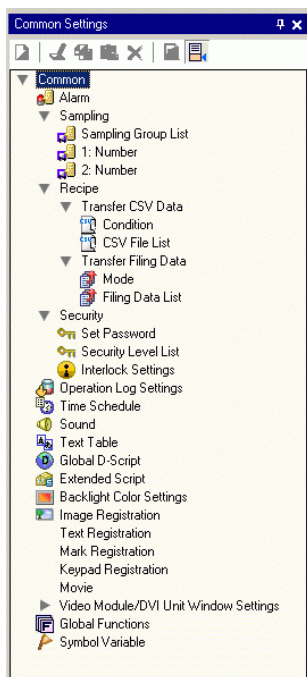 Common Settings
Common
Alarm
Sampling
Sampling Group List
1: Number
2: Number
Recipe
Transfer CSV Data
Condition
CSV File List
Transfer Filing Data
Mode
Filing Data List
Security
Set Password
Security Level List
Interlock Settings
Operation Log Settings
Time Schedule
Sound
Text Table
Global D-Script
Extended Script
Backlight Color Settings
Image Registration
Text Registration
Mark Registration
Keypad Registration
Movie
Video Module/DVI Unit Window Settings
Global Functions
Symbol Variable